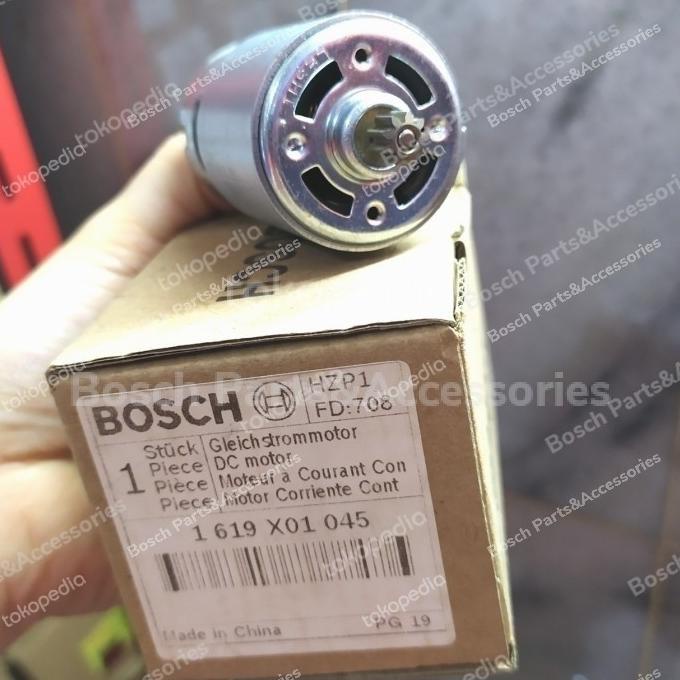 BOSCH
HZP1
FD:708
1
Stück Gleichstrommotor
Piece DC motor
Pièce Moteur à Courant Con
Piece Motor Corriente Cont
1 619 X01 045
Made in China
PG 19
Bosch Parts&Accessories
tokopedia